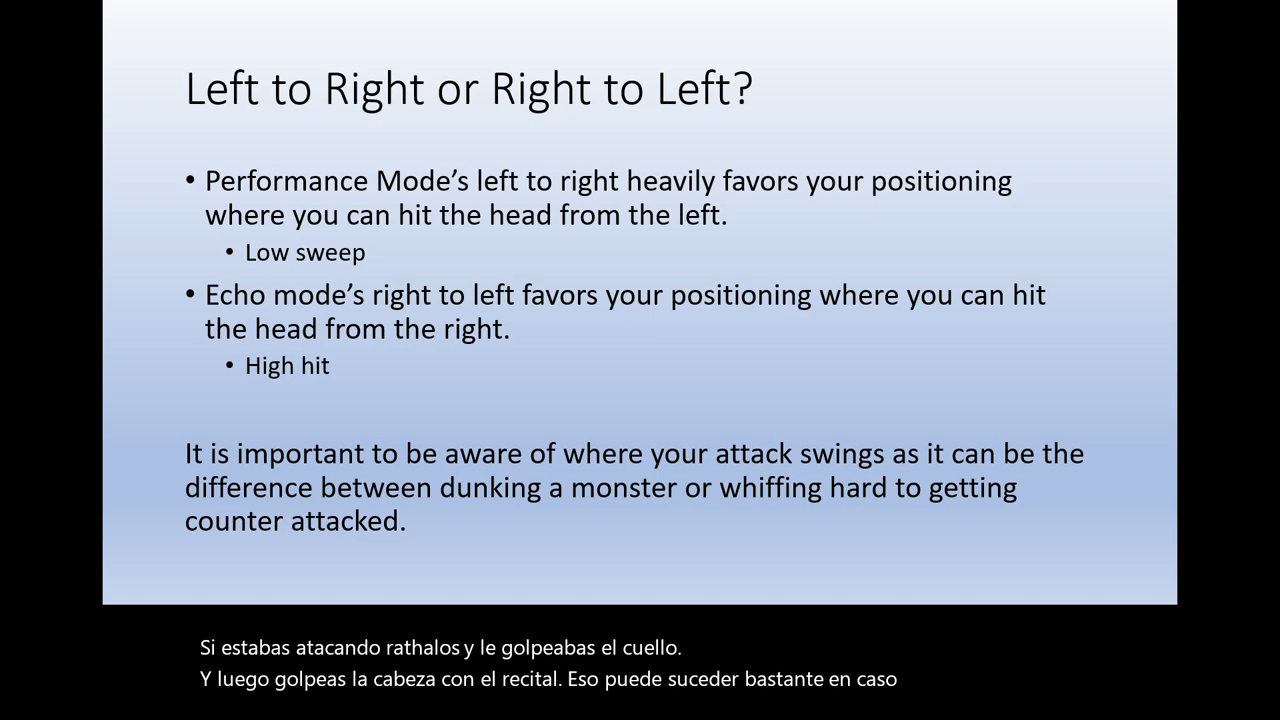 Left to Right or Right to Left?
• Performance Mode's left to right heavily favors your positioning
where you can hit the head from the left.
• Low sweep
• Echo mode's right to left favors your positioning where you can hit
the head from the right.
• High hit
It is important to be aware of where your attack swings as it can be the
difference between dunking a monster or whiffing hard to getting
counter attacked.
Si estabas atacando rathalos y le golpeabas el cuello.
Y luego golpeas la cabeza con el recital. Eso puede suceder bastante en caso